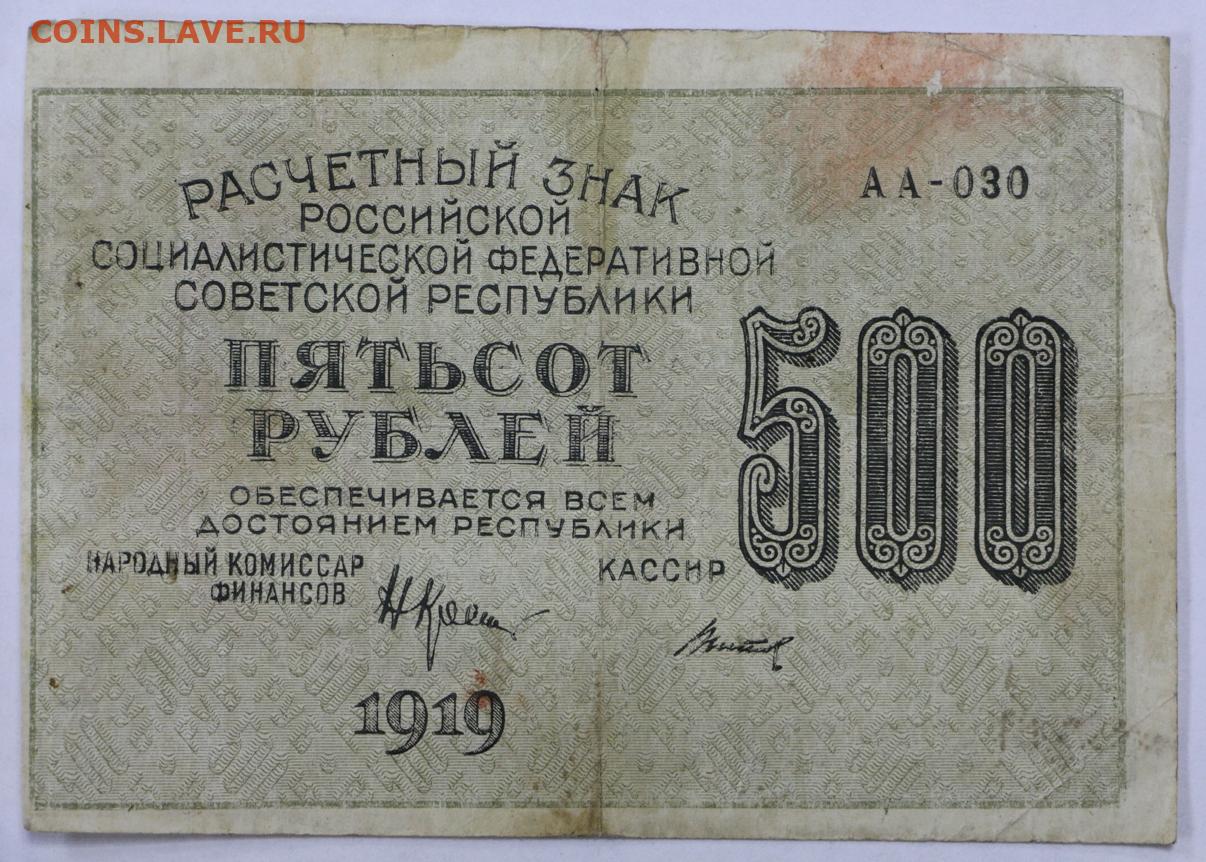 COINS.LAVE.RU
РАСЧЕТНЫЙ ЗНАК
АА-030
РОССИЙСКОЙ
СОЦИАЛИСТИЧЕСКОЙ ФЕДЕРАТИВНОЙ
СОВЕТСКОЙ РЕСПУБЛИКИ
ПЯТЬСОТ
РУБЛЕЙ
500
ОБЕСПЕЧИВАЕТСЯ ВСЕМ
ДОСТОЯНИЕМ РЕСПУБЛИКИ
НАРОДНЫЙ КОМИССАР
ФИНАНСОВ
КАССИР
1919